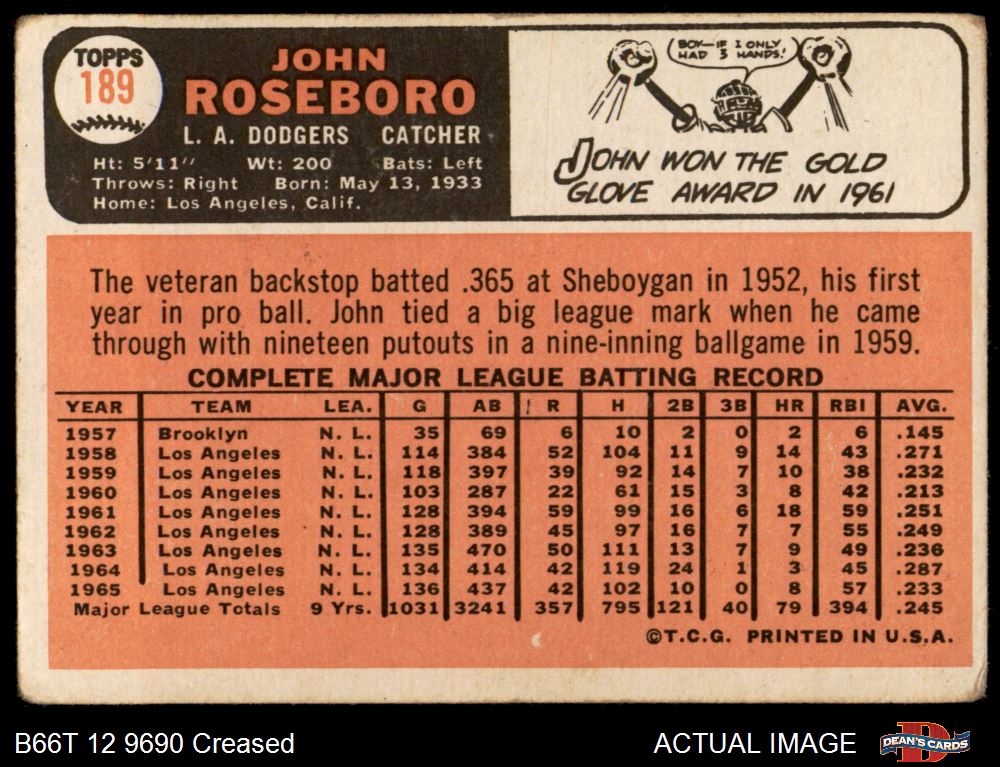 TOPPS
189
JOHN
ROSEBORO
L. A. DODGERS CATCHER
Ht: 5'11" Wt: 200 Bats: Left
Throws: Right Born: May 13, 1933
Home: Los Angeles, Calif.
BOY—IF I ONLY
HAD 3 HANDS!
JOHN WON THE GOLD
GLOVE AWARD IN 1961
The veteran backstop batted .365 at Sheboygan in 1952, his first
year in pro ball. John tied a big league mark when he came
through with nineteen putouts in a nine-inning ballgame in 1959.
COMPLETE MAJOR LEAGUE BATTING RECORD
YEAR TEAM LEA. G AB R H 2B 3B HR RBI AVG.
1957 Brooklyn N. L. 35 69 6 10 2 0 2 6 .145
1958 Los Angeles N. L. 114 384 52 104 11 9 14 43 .271
1959 Los Angeles N. L. 118 397 39 92 14 7 10 38 .232
1960 Los Angeles N. L. 103 287 22 61 15 3 8 42 .213
1961 Los Angeles N. L. 128 394 59 99 16 6 18 59 .251
1962 Los Angeles N. L. 128 389 45 97 16 7 7 55 .249
1963 Los Angeles N. L. 135 470 50 111 13 7 9 49 .236
1964 Los Angeles N. L. 134 414 42 119 24 1 3 45 .287
1965 Los Angeles N. L. 136 437 42 102 10 0 8 57 .233
Major League Totals 9 Yrs. 1031 3241 357 795 121 40 79 394 .245
©T.C.G. PRINTED IN U.S.A.
B66T 12 9690 Creased
ACTUAL IMAGE
DEAN'S CARDS